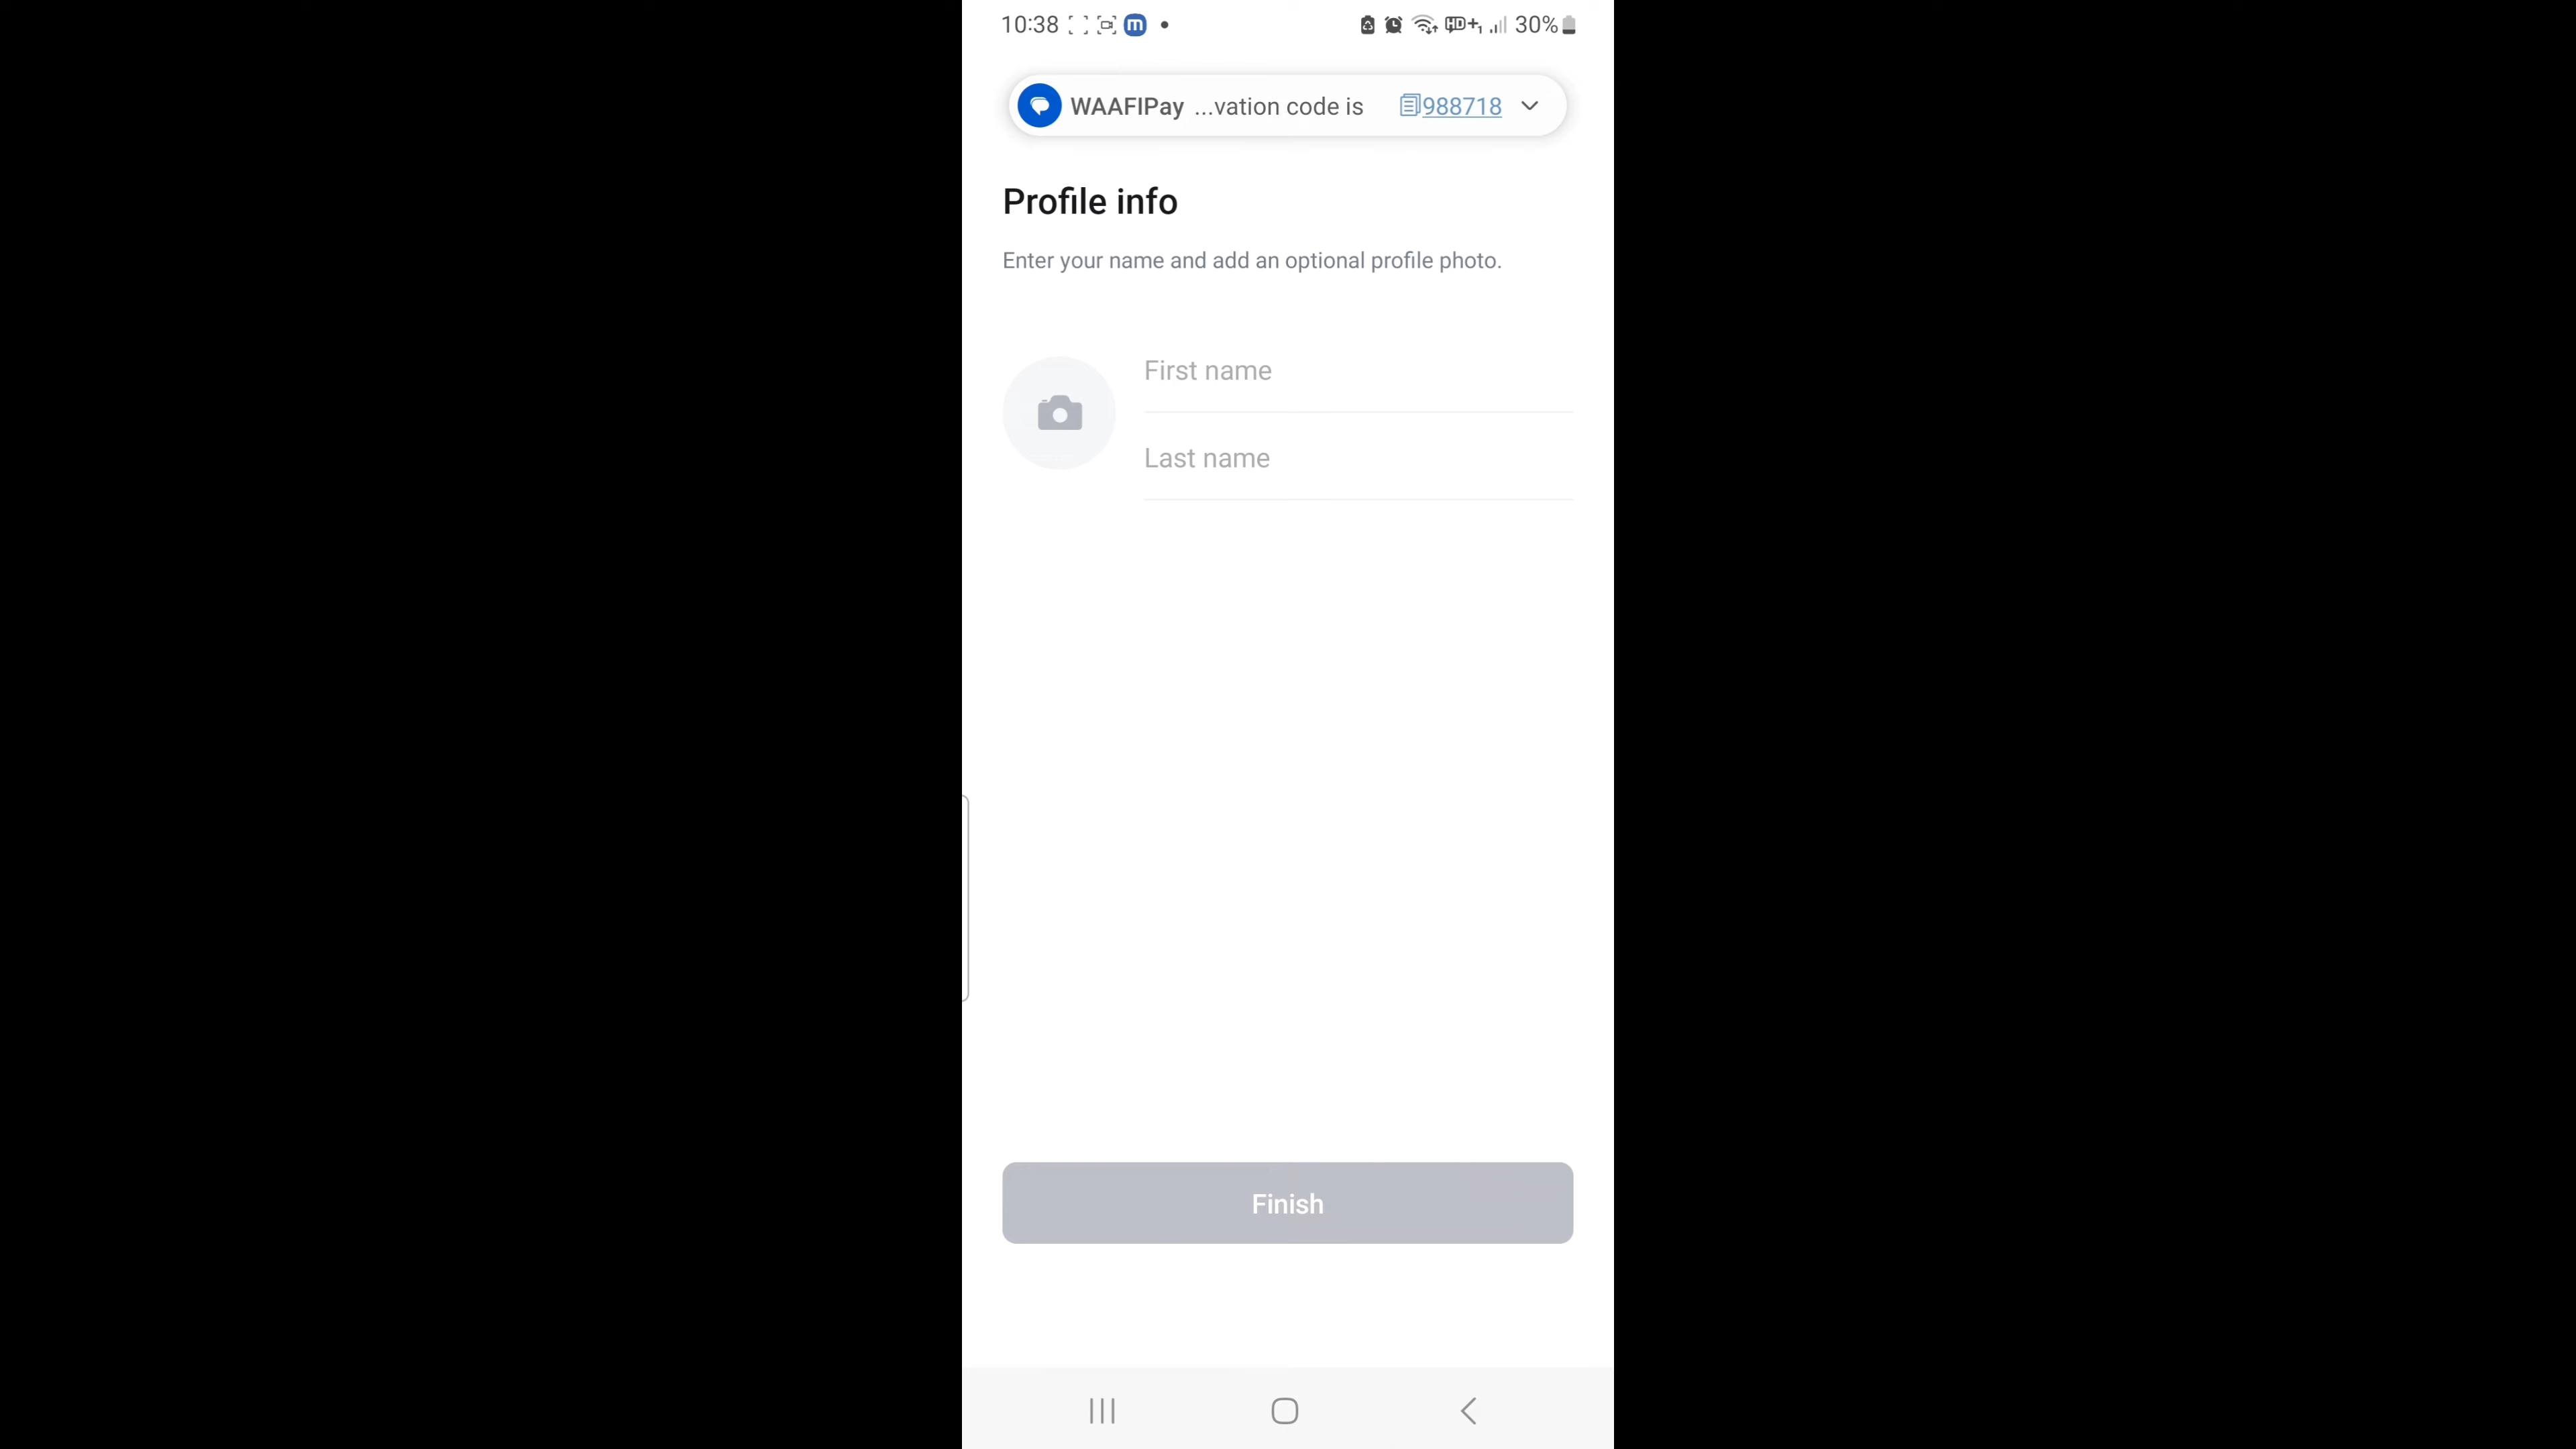 10:38 m 30%
WAAFIPay ...vation code is 988718
Profile info
Enter your name and add an optional profile photo.
First name
Last name
Finish